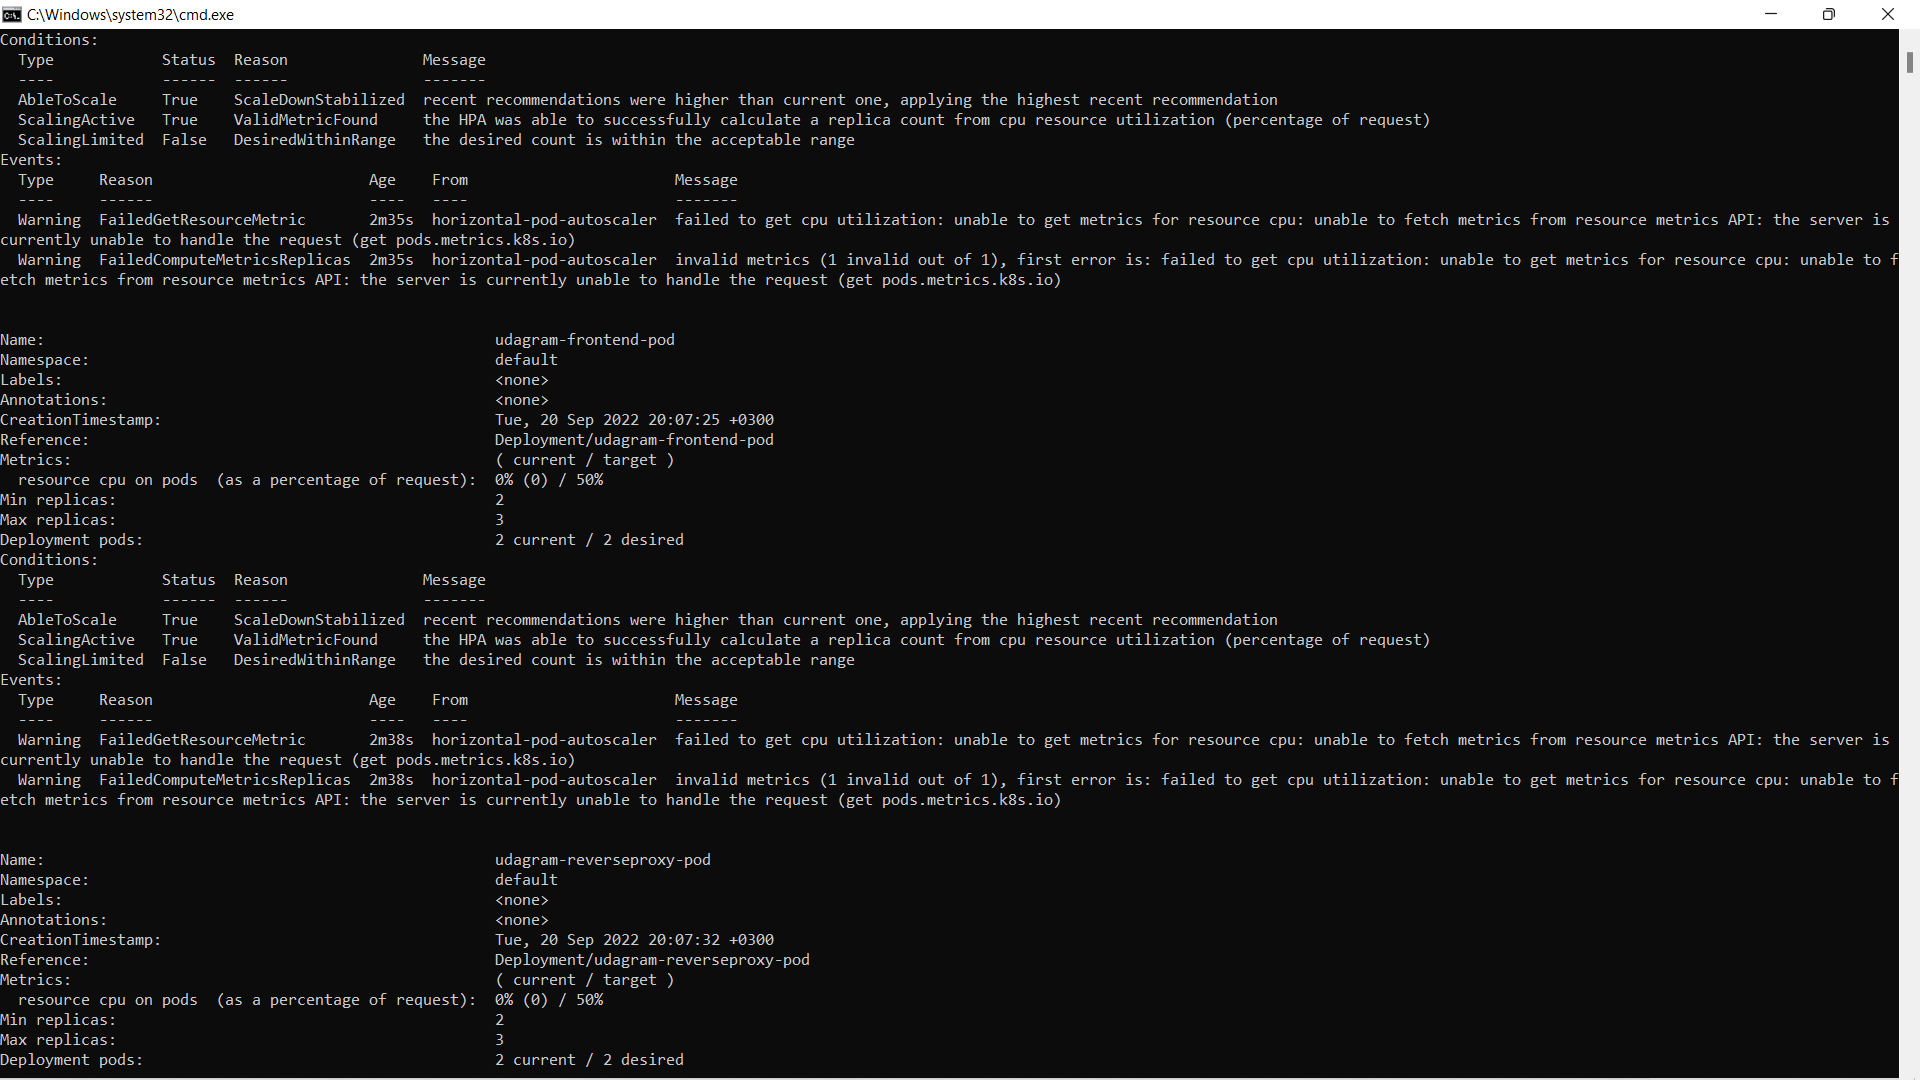 C:\Windows\system32\cmd.exe
Conditions:
  Type            Status  Reason               Message
  ----            ------  ------               -------
  AbleToScale     True    ScaleDownStabilized  recent recommendations were higher than current one, applying the highest recent recommendation
  ScalingActive   True    ValidMetricFound     the HPA was able to successfully calculate a replica count from cpu resource utilization (percentage of request)
  ScalingLimited  False   DesiredWithinRange   the desired count is within the acceptable range
Events:
  Type     Reason                        Age    From                       Message
  ----     ------                        ----   ----                       -------
  Warning  FailedGetResourceMetric       2m35s  horizontal-pod-autoscaler  failed to get cpu utilization: unable to get metrics for resource cpu: unable to fetch metrics from resource metrics API: the server is
currently unable to handle the request (get pods.metrics.k8s.io)
  Warning  FailedComputeMetricsReplicas  2m35s  horizontal-pod-autoscaler  invalid metrics (1 invalid out of 1), first error is: failed to get cpu utilization: unable to get metrics for resource cpu: unable to f
etch metrics from resource metrics API: the server is currently unable to handle the request (get pods.metrics.k8s.io)
Name:                                                  udagram-frontend-pod
Namespace:                                             default
Labels:                                                <none>
Annotations:                                           <none>
CreationTimestamp:                                     Tue, 20 Sep 2022 20:07:25 +0300
Reference:                                             Deployment/udagram-frontend-pod
Metrics:                                               ( current / target )
  resource cpu on pods  (as a percentage of request):  0% (0) / 50%
Min replicas:                                          2
Max replicas:                                          3
Deployment pods:                                       2 current / 2 desired
Conditions:
  Type            Status  Reason               Message
  ----            ------  ------               -------
  AbleToScale     True    ScaleDownStabilized  recent recommendations were higher than current one, applying the highest recent recommendation
  ScalingActive   True    ValidMetricFound     the HPA was able to successfully calculate a replica count from cpu resource utilization (percentage of request)
  ScalingLimited  False   DesiredWithinRange   the desired count is within the acceptable range
Events:
  Type     Reason                        Age    From                       Message
  ----     ------                        ----   ----                       -------
  Warning  FailedGetResourceMetric       2m38s  horizontal-pod-autoscaler  failed to get cpu utilization: unable to get metrics for resource cpu: unable to fetch metrics from resource metrics API: the server is
currently unable to handle the request (get pods.metrics.k8s.io)
  Warning  FailedComputeMetricsReplicas  2m38s  horizontal-pod-autoscaler  invalid metrics (1 invalid out of 1), first error is: failed to get cpu utilization: unable to get metrics for resource cpu: unable to f
etch metrics from resource metrics API: the server is currently unable to handle the request (get pods.metrics.k8s.io)
Name:                                                  udagram-reverseproxy-pod
Namespace:                                             default
Labels:                                                <none>
Annotations:                                           <none>
CreationTimestamp:                                     Tue, 20 Sep 2022 20:07:32 +0300
Reference:                                             Deployment/udagram-reverseproxy-pod
Metrics:                                               ( current / target )
  resource cpu on pods  (as a percentage of request):  0% (0) / 50%
Min replicas:                                          2
Max replicas:                                          3
Deployment pods:                                       2 current / 2 desired